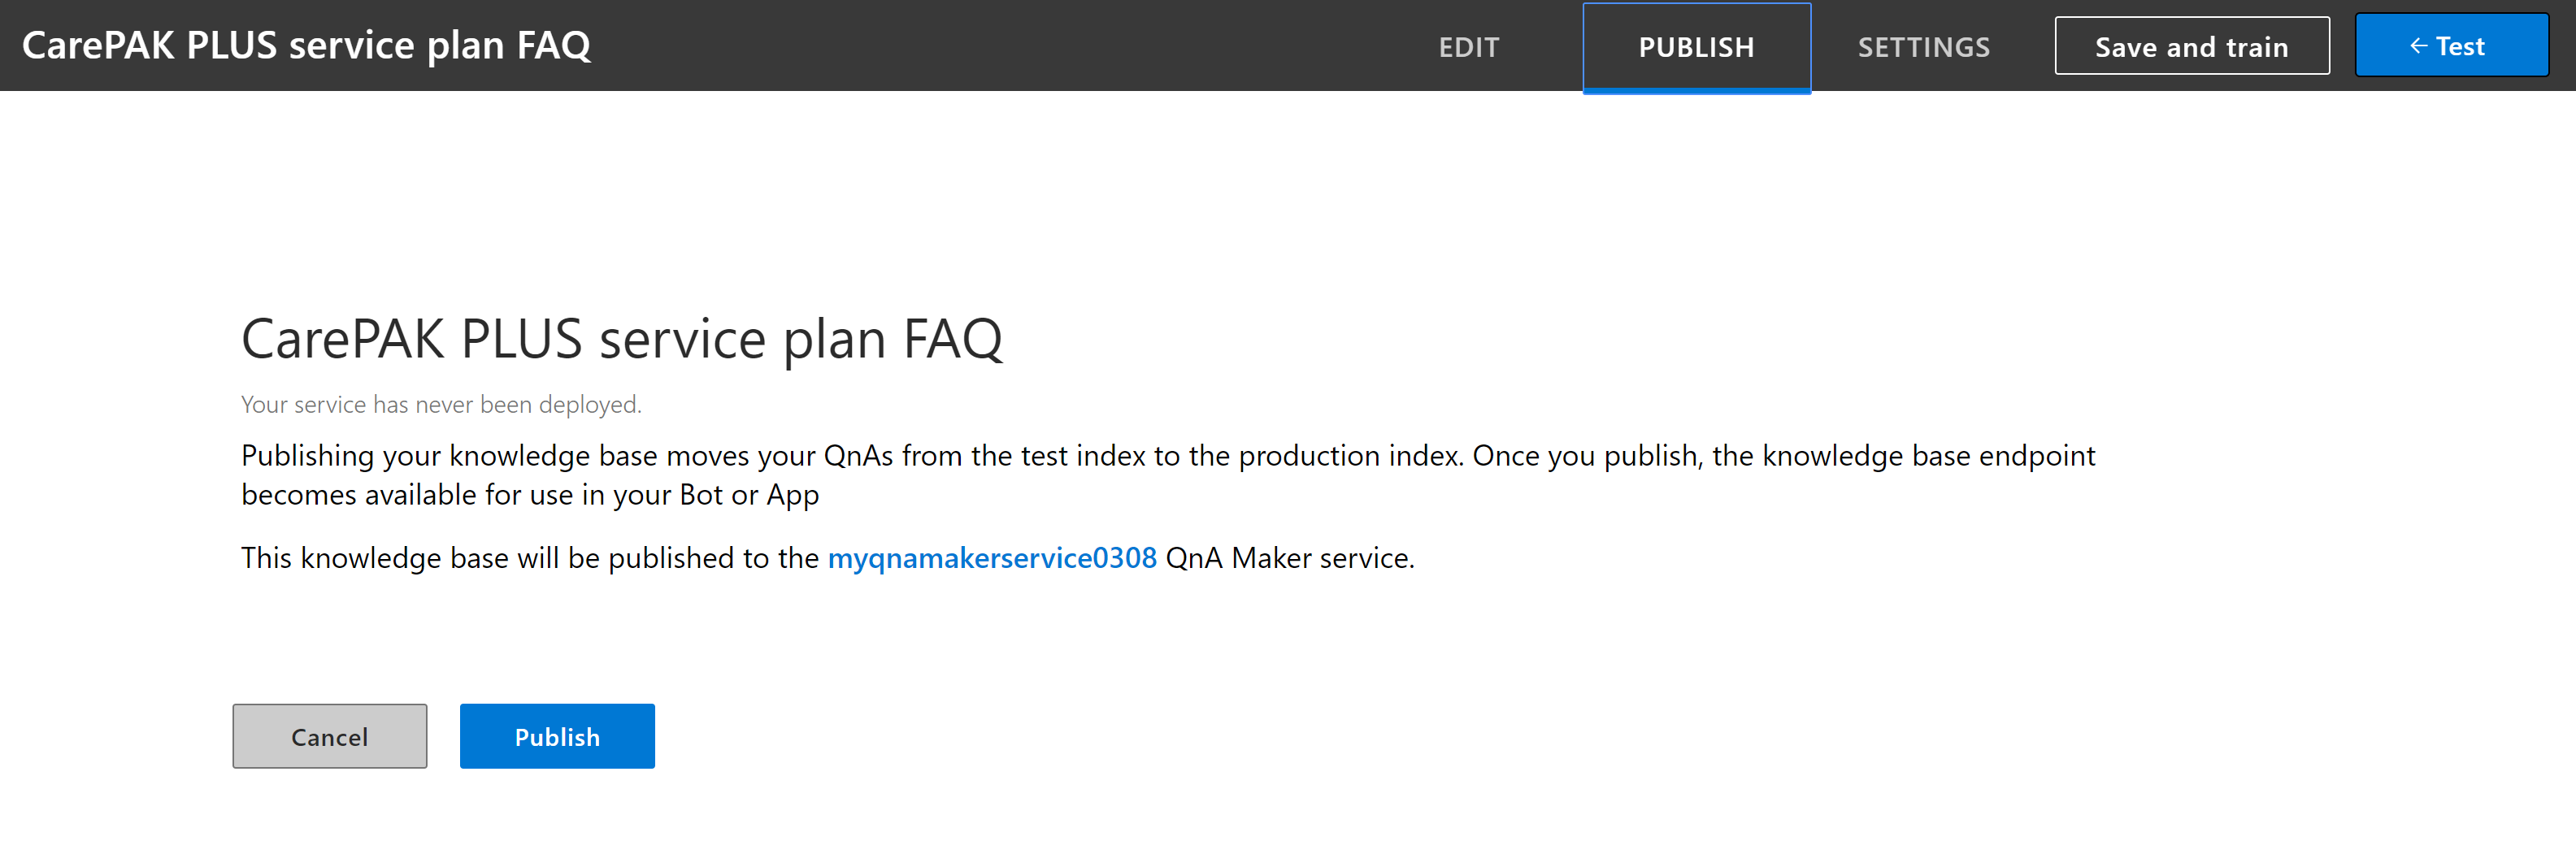 CarePAK PLUS service plan FAQ
EDIT
PUBLISH
SETTINGS
Save and train
← Test
CarePAK PLUS service plan FAQ
Your service has never been deployed.
Publishing your knowledge base moves your QnAs from the test index to the production index. Once you publish, the knowledge base endpoint
becomes available for use in your Bot or App
This knowledge base will be published to the myqnamakerservice0308 QnA Maker service.
Cancel
Publish